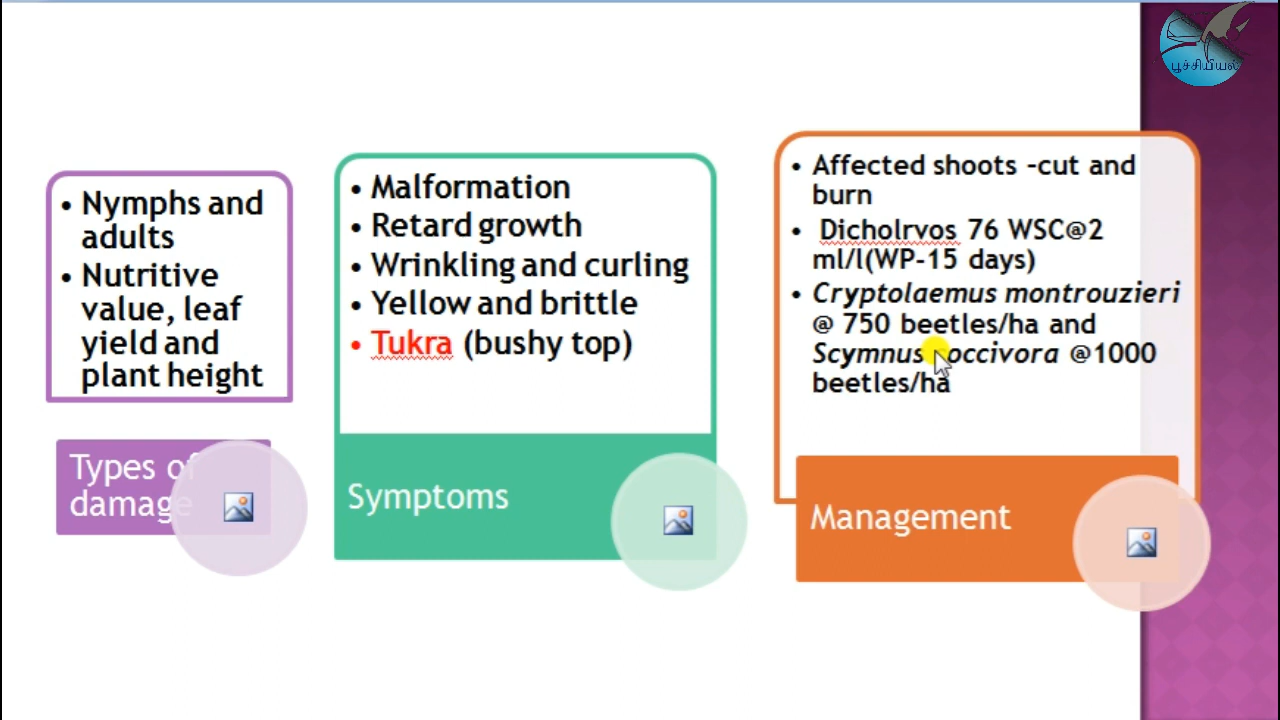 பூச்சியியல்
• Nymphs and
adults
• Nutritive
value, leaf
yield and
plant height
Types of
damage
• Malformation
• Retard growth
• Wrinkling and curling
• Yellow and brittle
• Tukra (bushy top)
Symptoms
• Affected shoots -cut and
burn
• Dicholrvos 76 WSC@2
ml/l(WP-15 days)
• Cryptolaemus montrouzieri
@ 750 beetles/ha and
Scymnus coccivora @1000
beetles/ha
Management